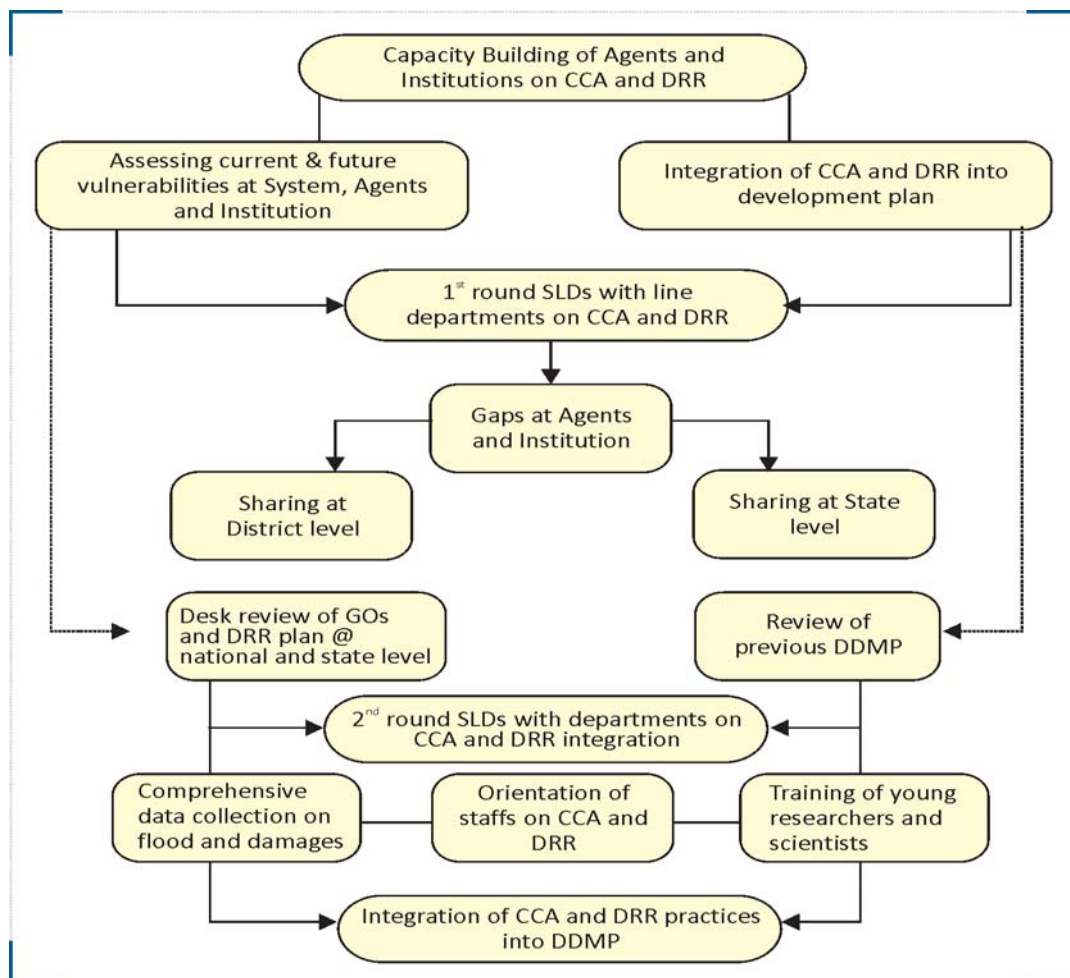 Capacity Building of Agents and
Institutions on CCA and DRR
Assessing current & future
vulnerabilities at System, Agents
and Institution
Integration of CCA and DRR into
development plan
1st round SLDs with line
departments on CCA and DRR
Gaps at Agents
and Institution
Sharing at
District level
Sharing at State
level
Desk review of GOs
and DRR plan @
national and state level
Review of
previous DDMP
2nd round SLDs with departments on
CCA and DRR integration
Comprehensive
data collection on
flood and damages
Orientation of
staffs on CCA and
DRR
Training of young
researchers and
scientists
Integration of CCA and DRR practices
into DDMP